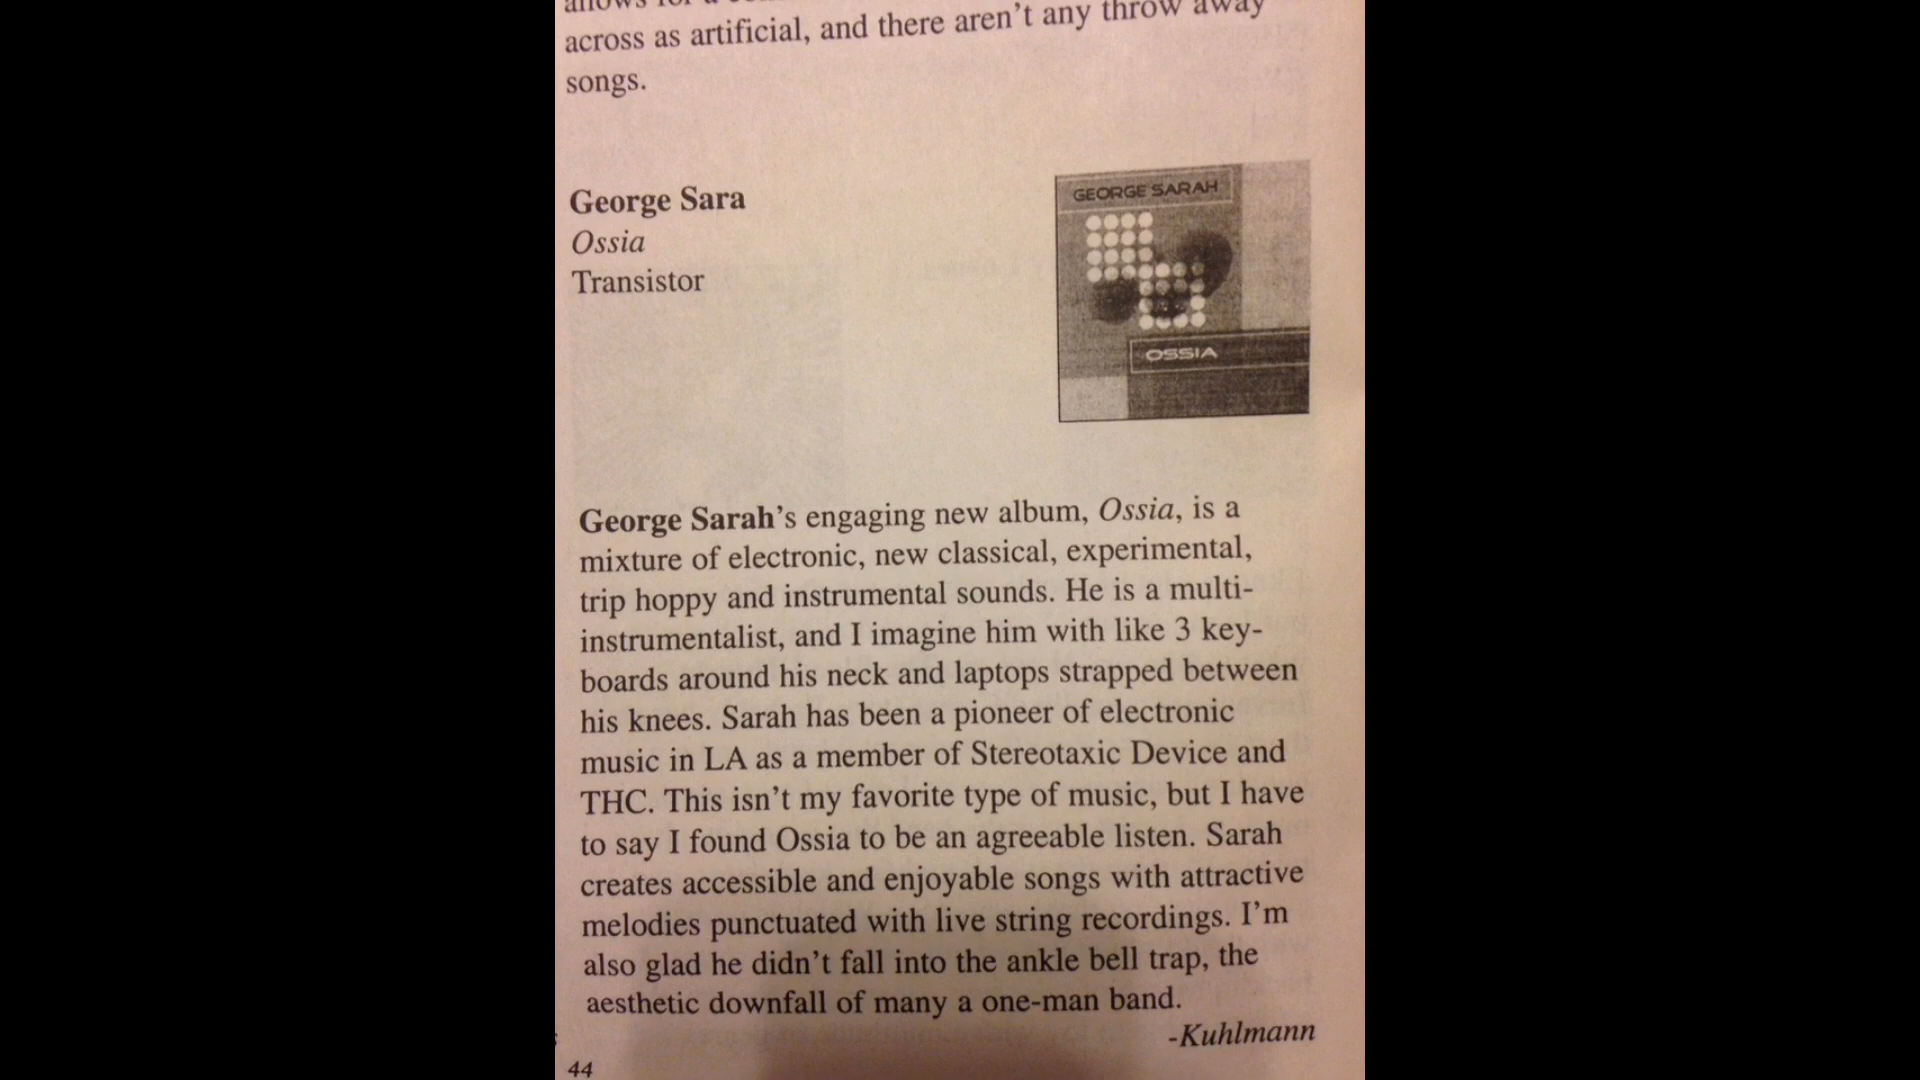 allows for a
across as artificial, and there aren't any throw away
songs.
George Sara
Ossia
Transistor
GEORGE SARAH
OSSIA
George Sarah's engaging new album, Ossia, is a
mixture of electronic, new classical, experimental,
trip hoppy and instrumental sounds. He is a multi-
instrumentalist, and I imagine him with like 3 key-
boards around his neck and laptops strapped between
his knees. Sarah has been a pioneer of electronic
music in LA as a member of Stereotaxic Device and
THC. This isn't my favorite type of music, but I have
to say I found Ossia to be an agreeable listen. Sarah
creates accessible and enjoyable songs with attractive
melodies punctuated with live string recordings. I'm
also glad he didn't fall into the ankle bell trap, the
aesthetic downfall of many a one-man band.
-Kuhlmann
44